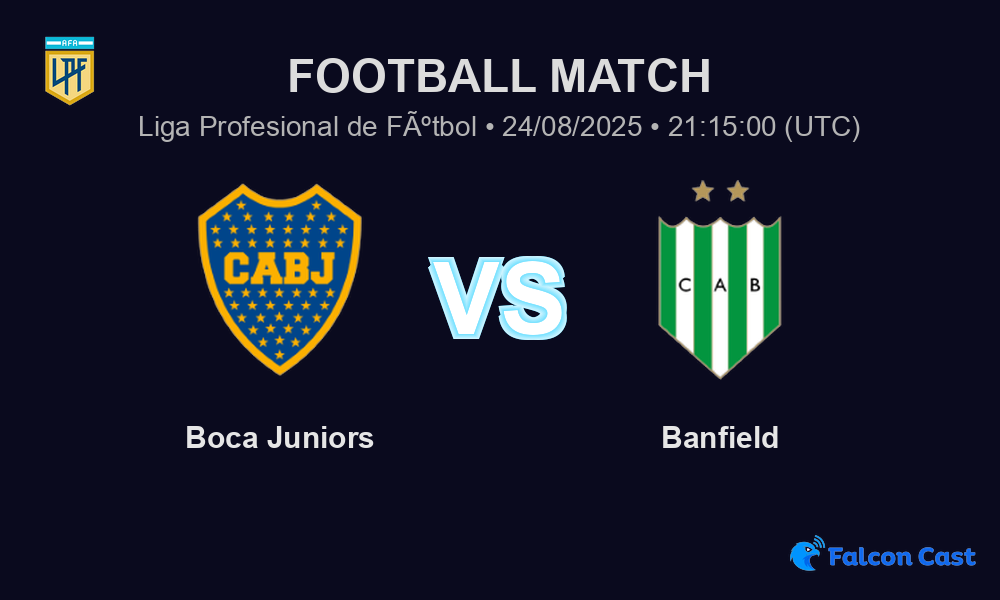 AFA
LPF
FOOTBALL MATCH
Liga Profesional de FÃºtbol • 24/08/2025 • 21:15:00 (UTC)
CABJ
VS
C A B
Boca Juniors
Banfield
Falcon Cast